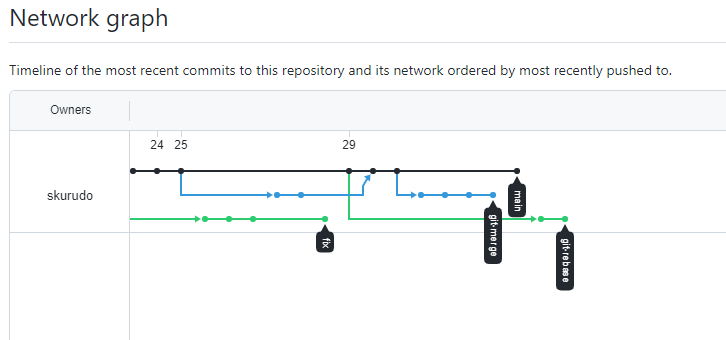 Network graph
Timeline of the most recent commits to this repository and its network ordered by most recently pushed to.
Owners
24 25 29
skurudo
main
git-merge
fix
git-rebase